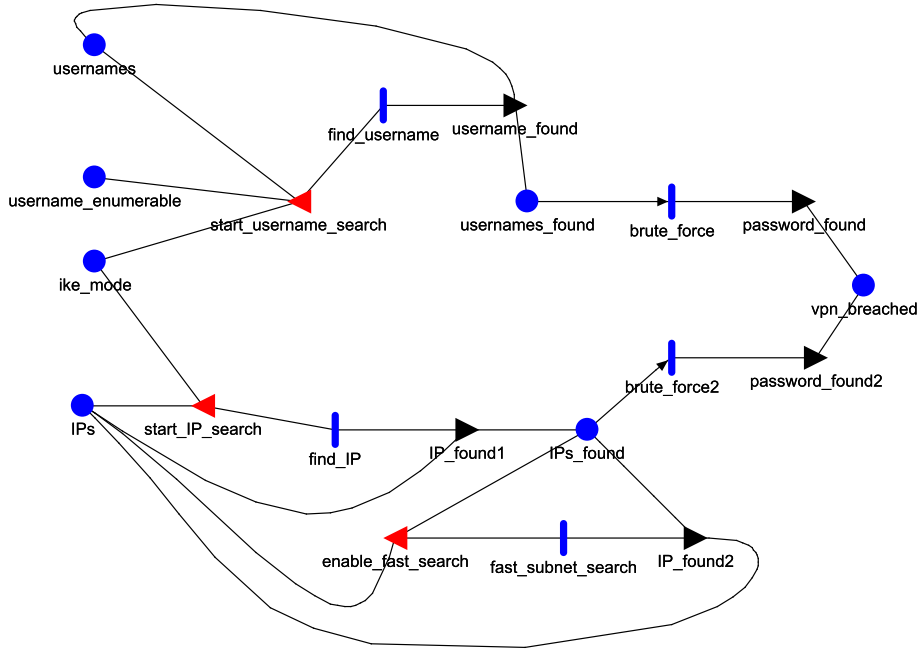 usernames
find_username
username_found
username_enumerable
start_username_search
usernames_found
brute_force
password_found
ike_mode
vpn_breached
brute_force2
password_found2
IPs
start_IP_search
find_IP
IP_found1
IPs_found
enable_fast_search
fast_subnet_search
IP_found2